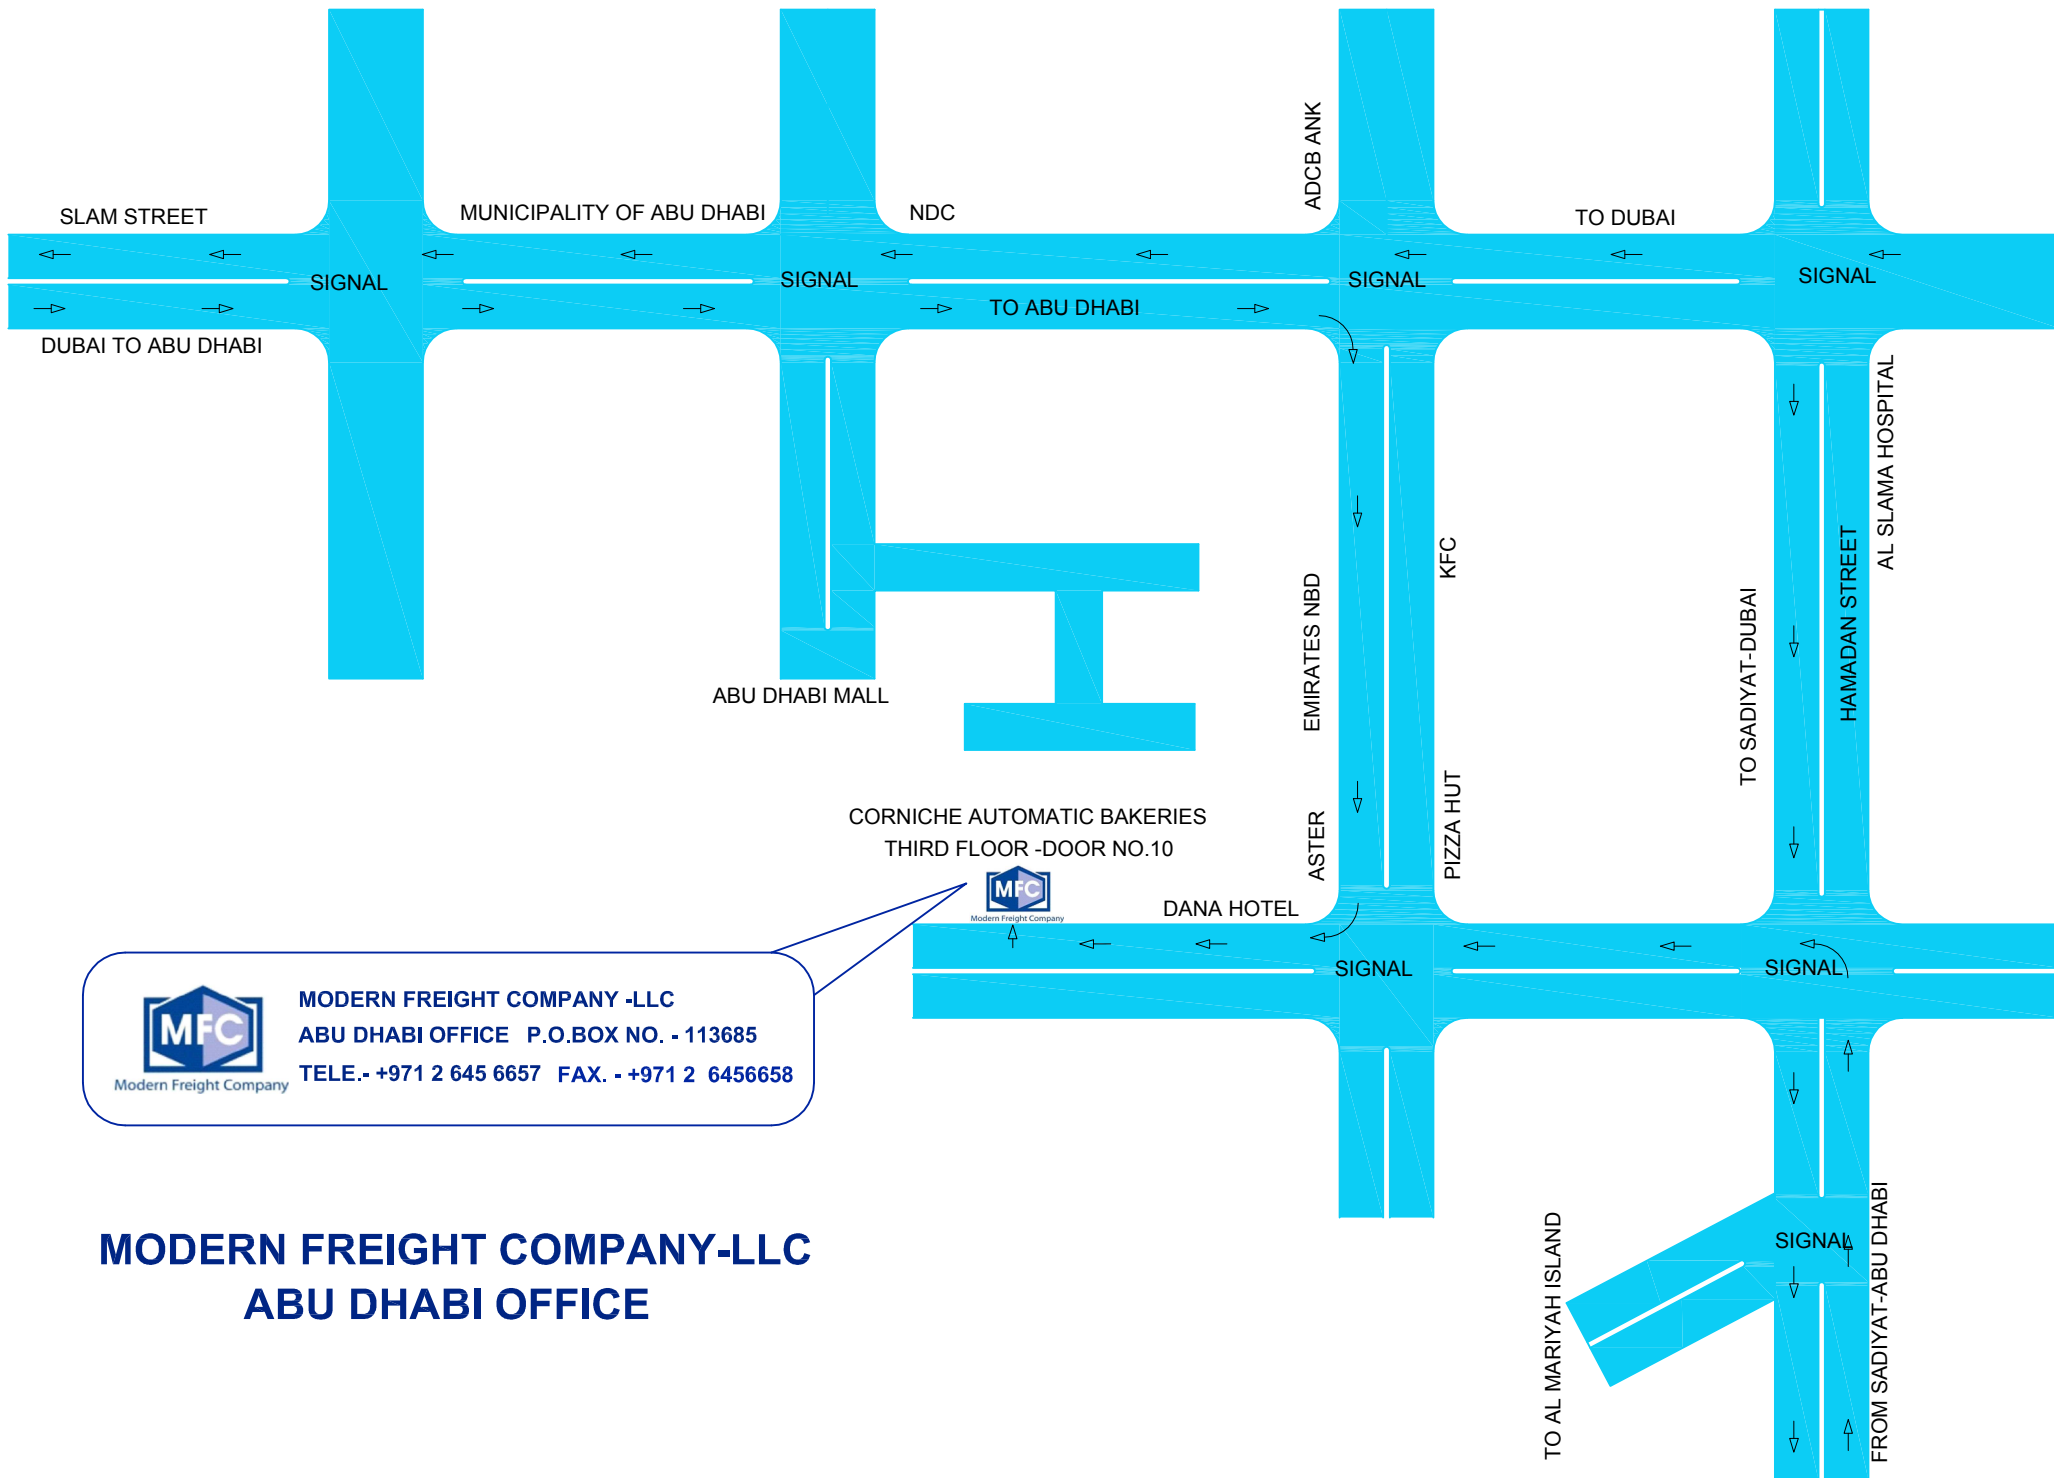 ADCB ANK
SLAM STREET
MUNICIPALITY OF ABU DHABI
NDC
TO DUBAI
SIGNAL
SIGNAL
SIGNAL
SIGNAL
TO ABU DHABI
DUBAI TO ABU DHABI
AL SLAMA HOSPITAL
KFC
EMIRATES NBD
HAMADAN STREET
TO SADIYAT-DUBAI
ABU DHABI MALL
PIZZA HUT
ASTER
CORNICHE AUTOMATIC BAKERIES
THIRD FLOOR -DOOR NO.10
MFC
Modern Freight Company
DANA HOTEL
SIGNAL
SIGNAL
MFC
Modern Freight Company
MODERN FREIGHT COMPANY -LLC
ABU DHABI OFFICE P.O.BOX NO. - 113685
TELE.- +971 2 645 6657 FAX. - +971 2 6456658
SIGNAL
TO AL MARIYAH ISLAND
FROM SADIYAT-ABU DHABI
MODERN FREIGHT COMPANY-LLC
ABU DHABI OFFICE